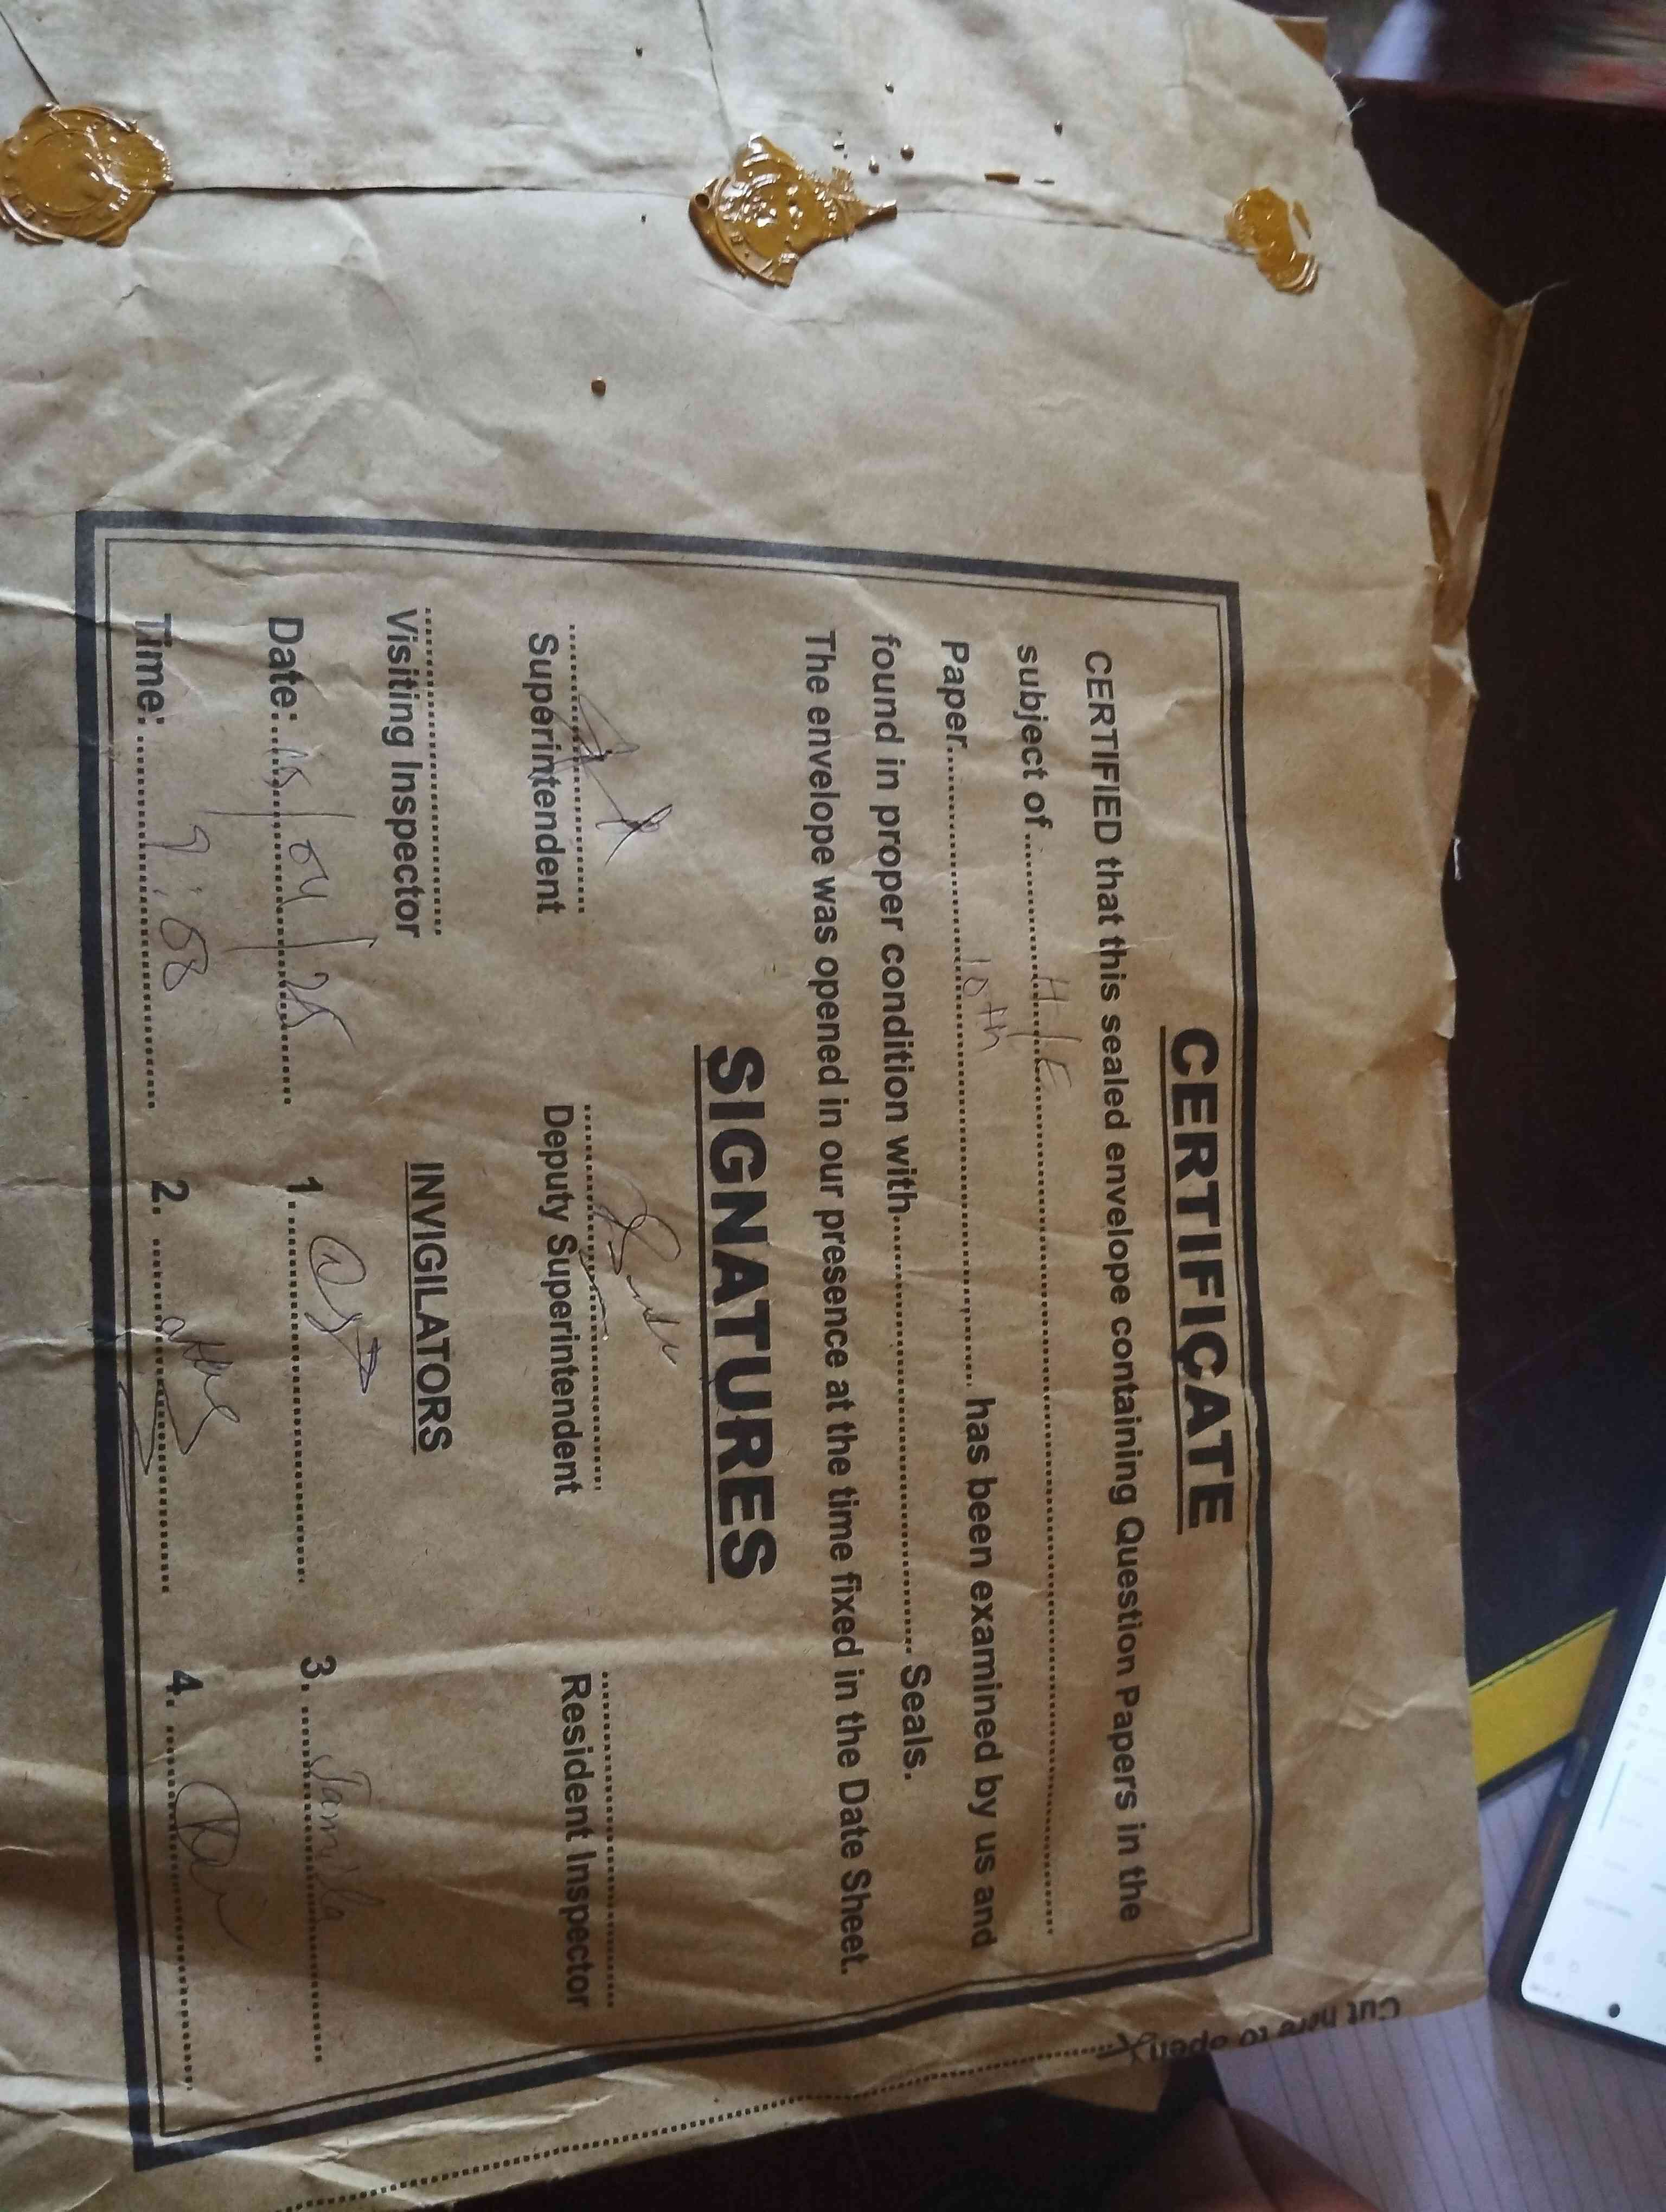 CERTIFICATE
CERTIFIED that this sealed envelope containing Question Papers in the
subject of .......... H/E ..........
Paper.......... 10th .......... has been examined by us and
found in proper condition with.................... Seals.
The envelope was opened in our presence at the time fixed in the Date Sheet.
SIGNATURES
Superintendent Deputy Superintendent Resident Inspector
Visiting Inspector INVIGILATORS
Date: 15/04/25 1. 3. Jamila
Time: 9:58 2. 4.
Cut here to open